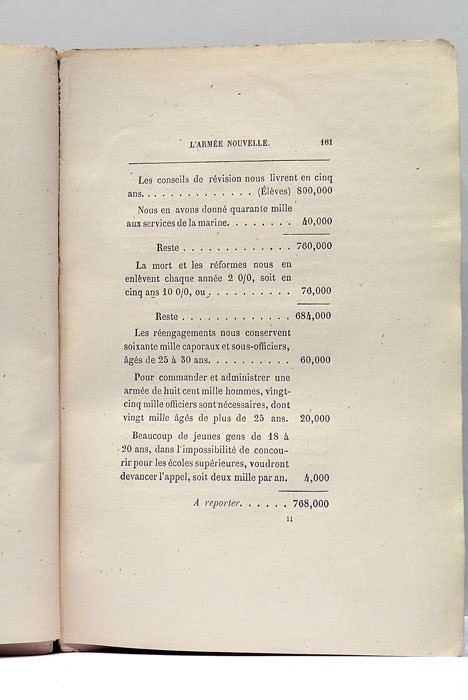 L'ARMÉE NOUVELLE. 161
Les conseils de révision nous livrent en cinq
ans. . . . . . . . . . . . . . (Élèves) 800,000
Nous en avons donné quarante mille
aux services de la marine. . . . . . . . 40,000
Reste . . . . . . . . . . . . . 760,000
La mort et les réformes nous en
enlèvent chaque année 2 0/0, soit en
cinq ans 10 0/0, ou . . . . . . . . . . 76,000
Reste . . . . . . . . . . . . . 684,000
Les réengagements nous conservent
soixante mille caporaux et sous-officiers,
âgés de 25 à 30 ans. . . . . . . . . . 60,000
Pour commander et administrer une
armée de huit cent mille hommes, vingt-
cinq mille officiers sont nécessaires, dont
vingt mille âgés de plus de 25 ans. 20,000
Beaucoup de jeunes gens de 18 à
20 ans, dans l'impossibilité de concou-
rir pour les écoles supérieures, voudront
devancer l'appel, soit deux mille par an. 4,000
A reporter. . . . . . 768,000
11